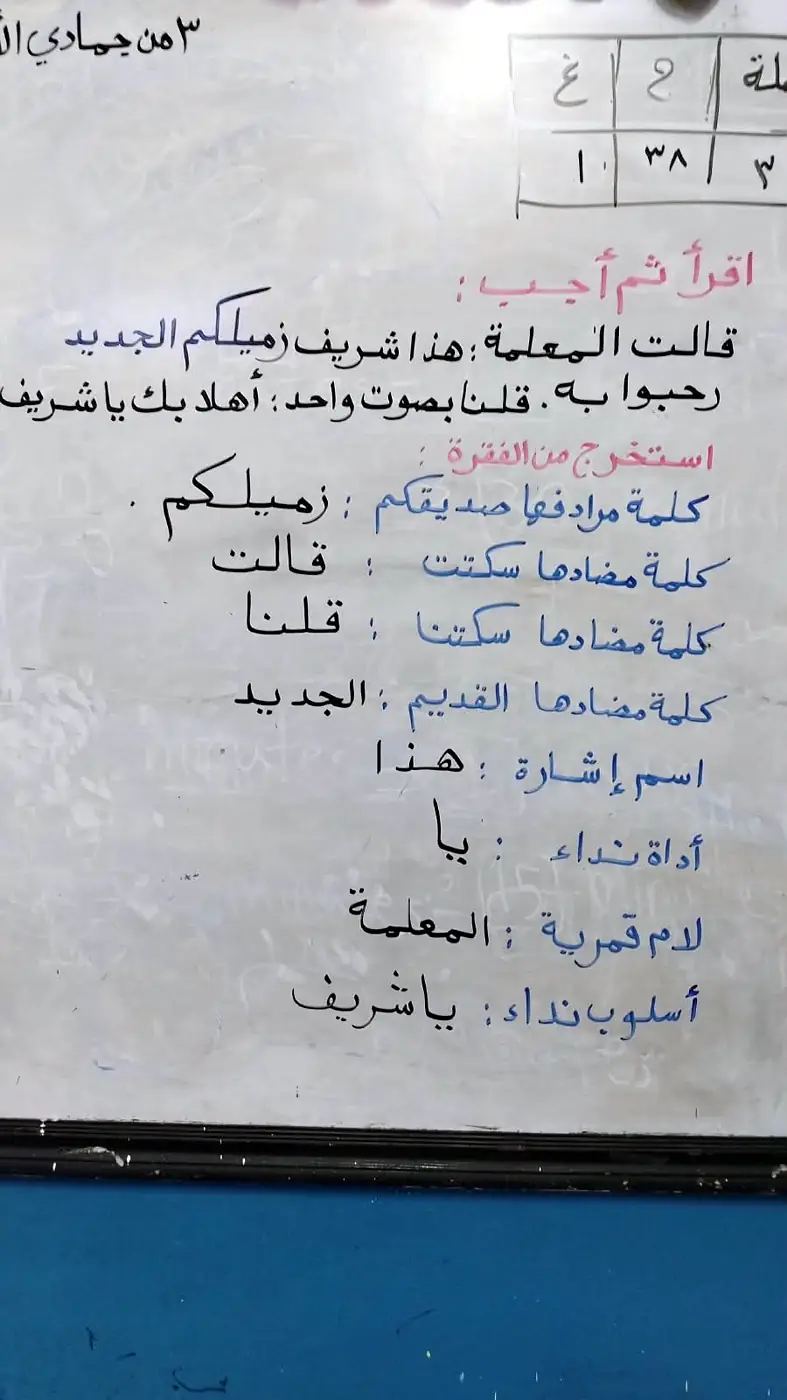 ٣ من جمادي
ح غ
٣ ٣٨ ١
اقرأ ثم أجب :
قالت المعلمة : هذا شريف زميلكم الجديد
رحبوا به . قلنا بصوت واحد : أهلا بك يا شريف
استخرج من الفقرة :
كلمة مرادفها صديقكم : زميلكم .
كلمة مضادها سكتت : قالت
كلمة مضادها سكتنا : قلنا
كلمة مضادها القديم : الجديد
اسم إشارة : هذا
أداة نداء : يا
لام قمرية : المعلمة
أسلوب نداء : يا شريف